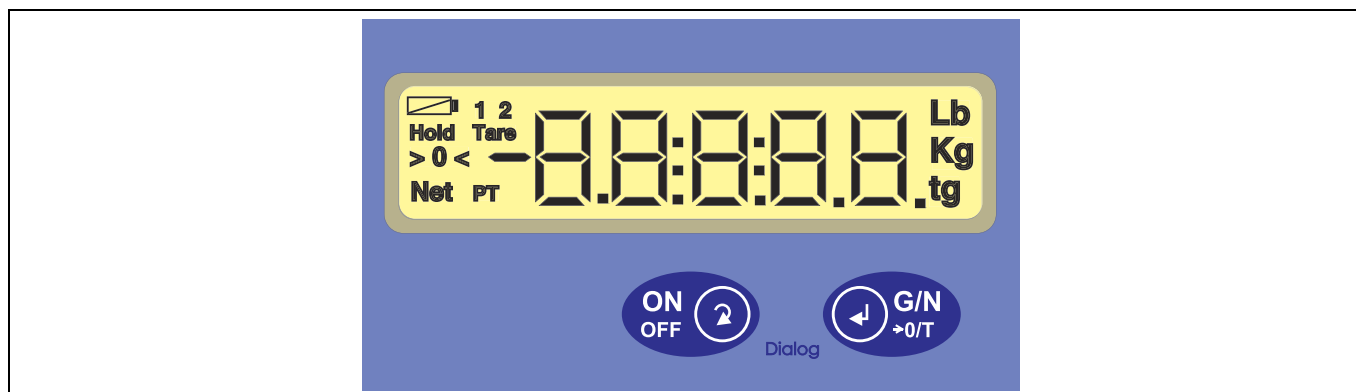 1 2
Hold Tare
> 0 <
Net PT
-8.8:8:8.8.
Lb
Kg
tg
ON
OFF
G/N
→0/T
Dialog